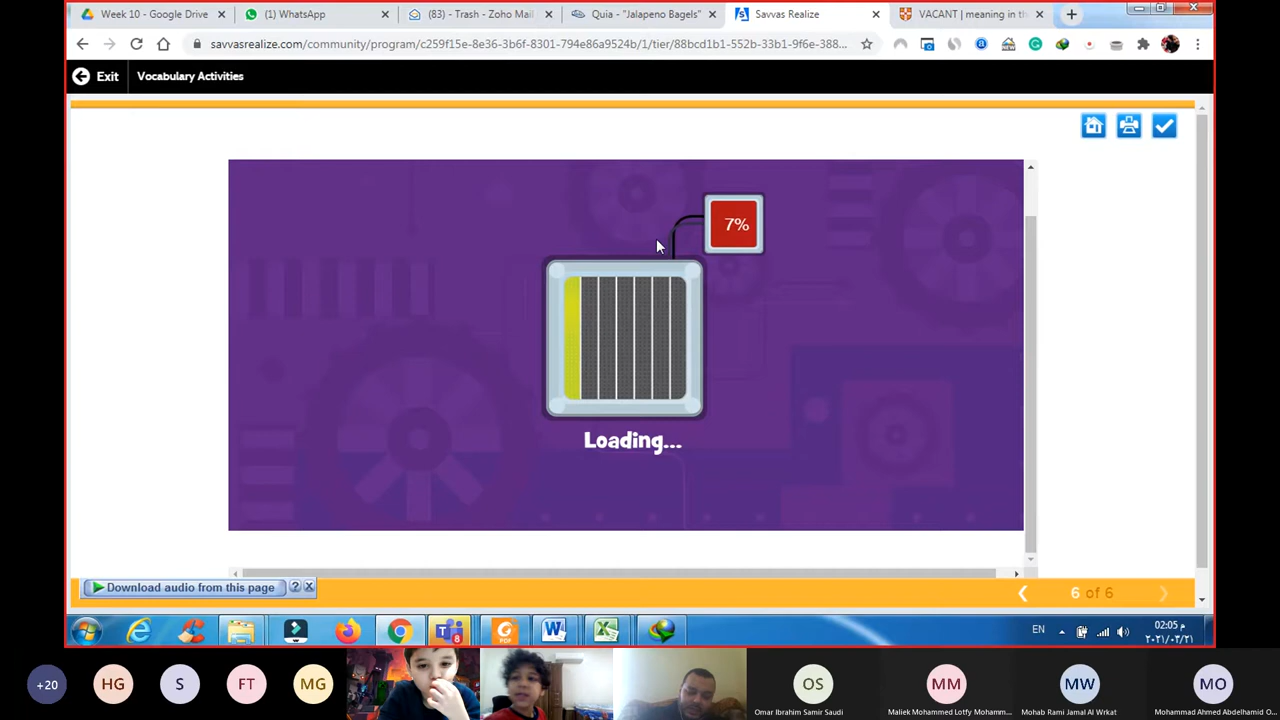 Week 10 - Google Drive
(1) WhatsApp
(83) - Trash - Zoho Mail
Quia - "Jalapeno Bagels"
Savvas Realize
VACANT | meaning in th
savvasrealize.com/community/program/c259f15e-8e36-3b6f-8301-794e86a9524b/1/tier/88bcd1b1-552b-33b1-9f6e-388...
Exit
Vocabulary Activities
7%
Loading...
Download audio from this page
6 of 6
EN
02:05 م
٢٠٢١/٠٣/٢١
+20
HG
S
FT
MG
OS
MM
MW
MO
Omar Ibrahim Samir Saudi
Maliek Mohammed Lotfy Mohamm...
Mohab Rami Jamal Al Wrkat
Mohammad Ahmed Abdelhamid O...